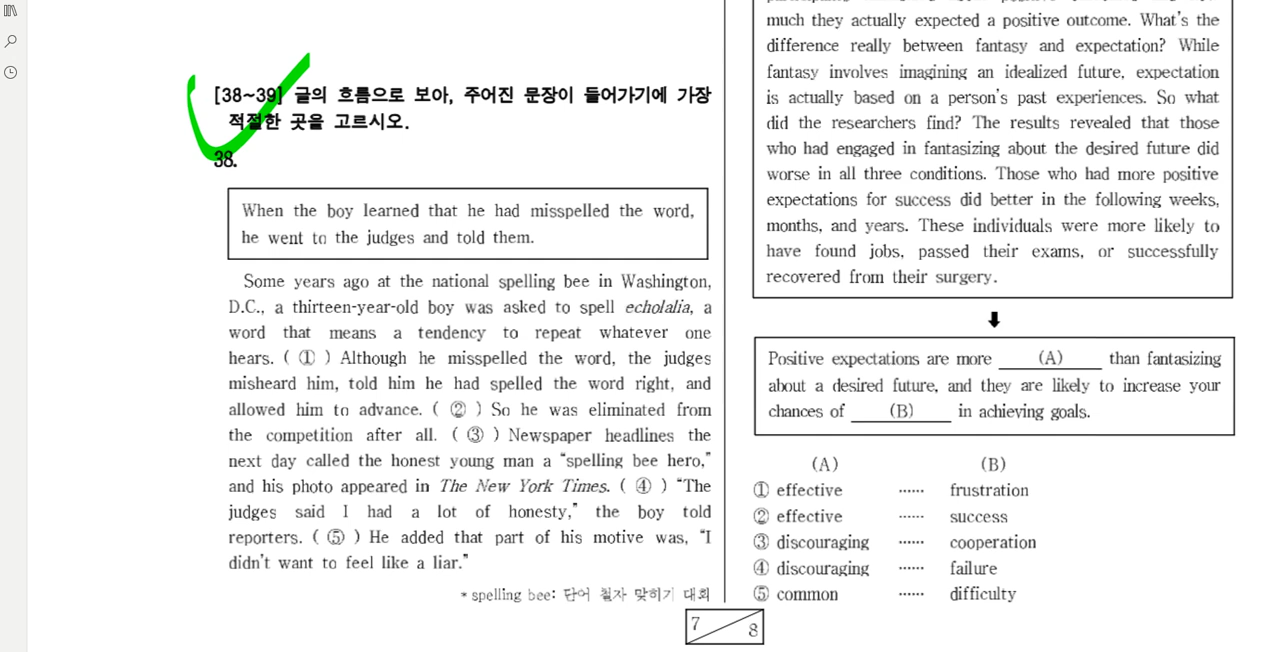 [38~39] 글의 흐름으로 보아, 주어진 문장이 들어가기에 가장
적절한 곳을 고르시오.
38.
When the boy learned that he had misspelled the word,
he went to the judges and told them.
Some years ago at the national spelling bee in Washington,
D.C., a thirteen-year-old boy was asked to spell echolalia, a
word that means a tendency to repeat whatever one
hears. ( ① ) Although he misspelled the word, the judges
misheard him, told him he had spelled the word right, and
allowed him to advance. ( ② ) So he was eliminated from
the competition after all. ( ③ ) Newspaper headlines the
next day called the honest young man a “spelling bee hero,”
and his photo appeared in The New York Times. ( ④ ) “The
judges said I had a lot of honesty,” the boy told
reporters. ( ⑤ ) He added that part of his motive was, “I
didn't want to feel like a liar.”
* spelling bee: 단어 철자 맞히기 대회
much they actually expected a positive outcome. What's the
difference really between fantasy and expectation? While
fantasy involves imagining an idealized future, expectation
is actually based on a person's past experiences. So what
did the researchers find? The results revealed that those
who had engaged in fantasizing about the desired future did
worse in all three conditions. Those who had more positive
expectations for success did better in the following weeks,
months, and years. These individuals were more likely to
have found jobs, passed their exams, or successfully
recovered from their surgery.
Positive expectations are more (A) than fantasizing
about a desired future, and they are likely to increase your
chances of (B) in achieving goals.
(A) (B)
① effective ······ frustration
② effective ······ success
③ discouraging ······ cooperation
④ discouraging ······ failure
⑤ common ······ difficulty
7 8